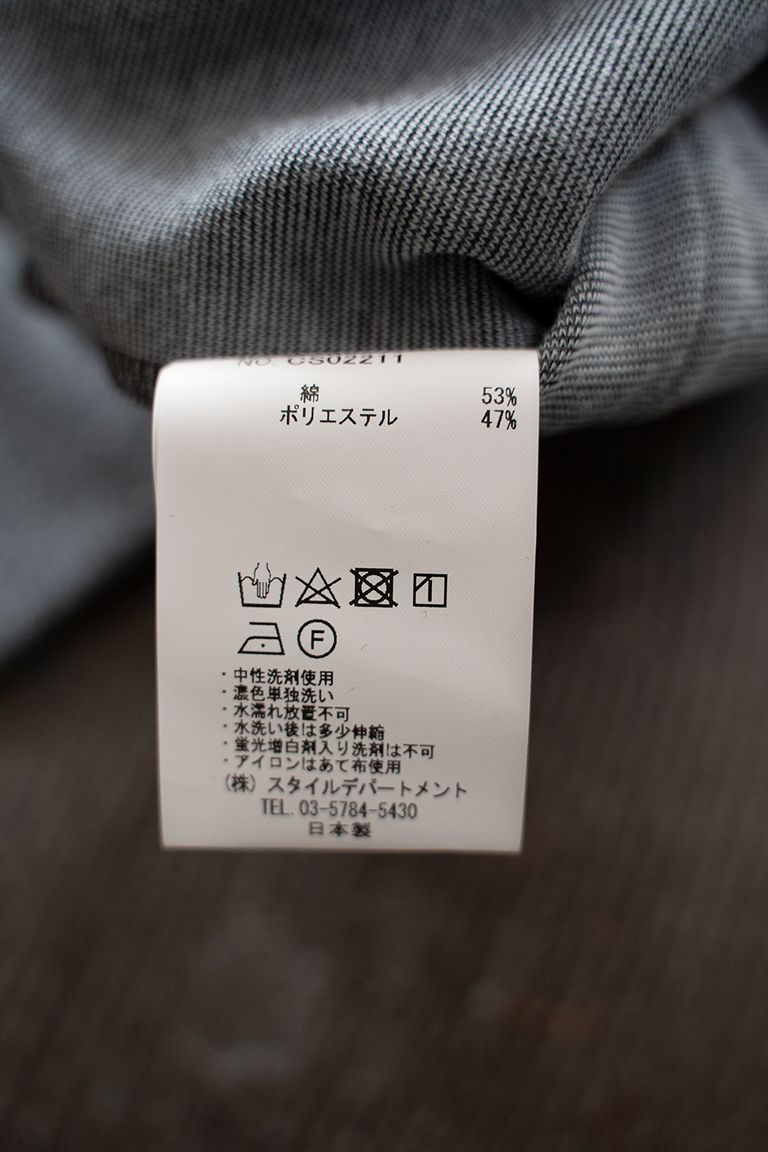 NO. CS02211
綿 53%
ポリエステル 47%
F
・中性洗剤使用
・濃色単独洗い
・水濡れ放置不可
・水洗い後は多少伸縮
・蛍光増白剤入り洗剤は不可
・アイロンはあて布使用
(株) スタイルデパートメント
TEL. 03-5784-5430
日本製